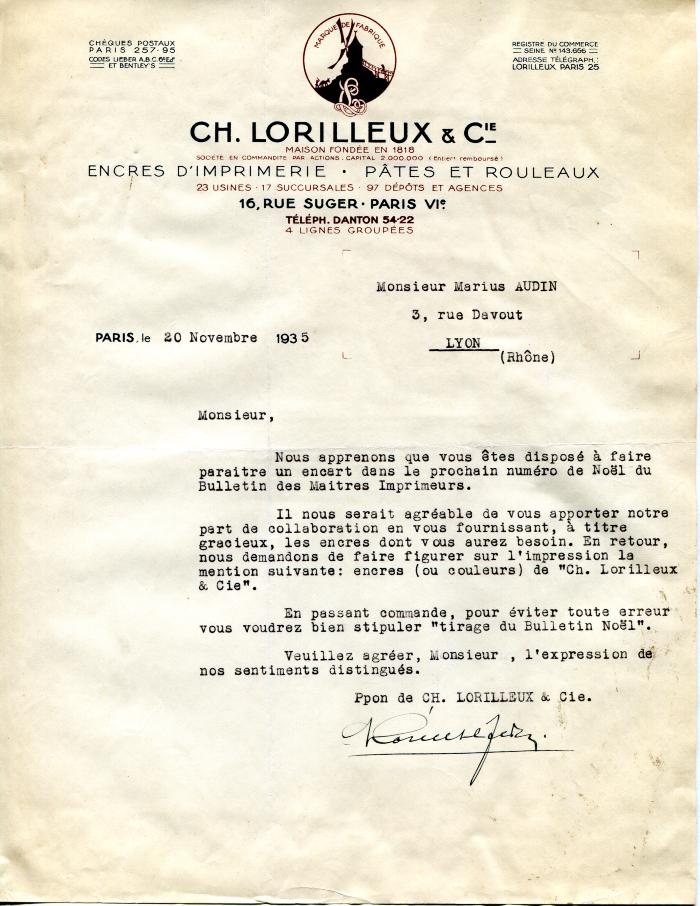 CHÈQUES POSTAUX
PARIS 257·95
CODES LIEBER A.B.C. 6e Ed.
ET BENTLEY'S
MARQUE DE FABRIQUE
REGISTRE DU COMMERCE
SEINE No 143.656
ADRESSE TÉLÉGRAPH.:
LORILLEUX PARIS 25
CH. LORILLEUX & CIE
MAISON FONDÉE EN 1818
SOCIÉTÉ EN COMMANDITE PAR ACTIONS. CAPITAL 2.000.000 (Entiert remboursé)
ENCRES D'IMPRIMERIE · PÂTES ET ROULEAUX
23 USINES · 17 SUCCURSALES · 97 DÉPÔTS ET AGENCES
16, RUE SUGER · PARIS VIe
TÉLÉPH. DANTON 54-22
4 LIGNES GROUPÉES
Monsieur Marius AUDIN
3, rue Davout
LYON
(Rhône)
PARIS, le 20 Novembre 1935
Monsieur,
Nous apprenons que vous êtes disposé à faire
paraitre un encart dans le prochain numéro de Noël du
Bulletin des Maitres Imprimeurs.
Il nous serait agréable de vous apporter notre
part de collaboration en vous fournissant, à titre
gracieux, les encres dont vous aurez besoin. En retour,
nous demandons de faire figurer sur l'impression la
mention suivante: encres (ou couleurs) de "Ch. Lorilleux
& Cie".
En passant commande, pour éviter toute erreur
vous voudrez bien stipuler "tirage du Bulletin Noël".
Veuillez agréer, Monsieur , l'expression de
nos sentiments distingués.
Ppon de CH. LORILLEUX & Cie.